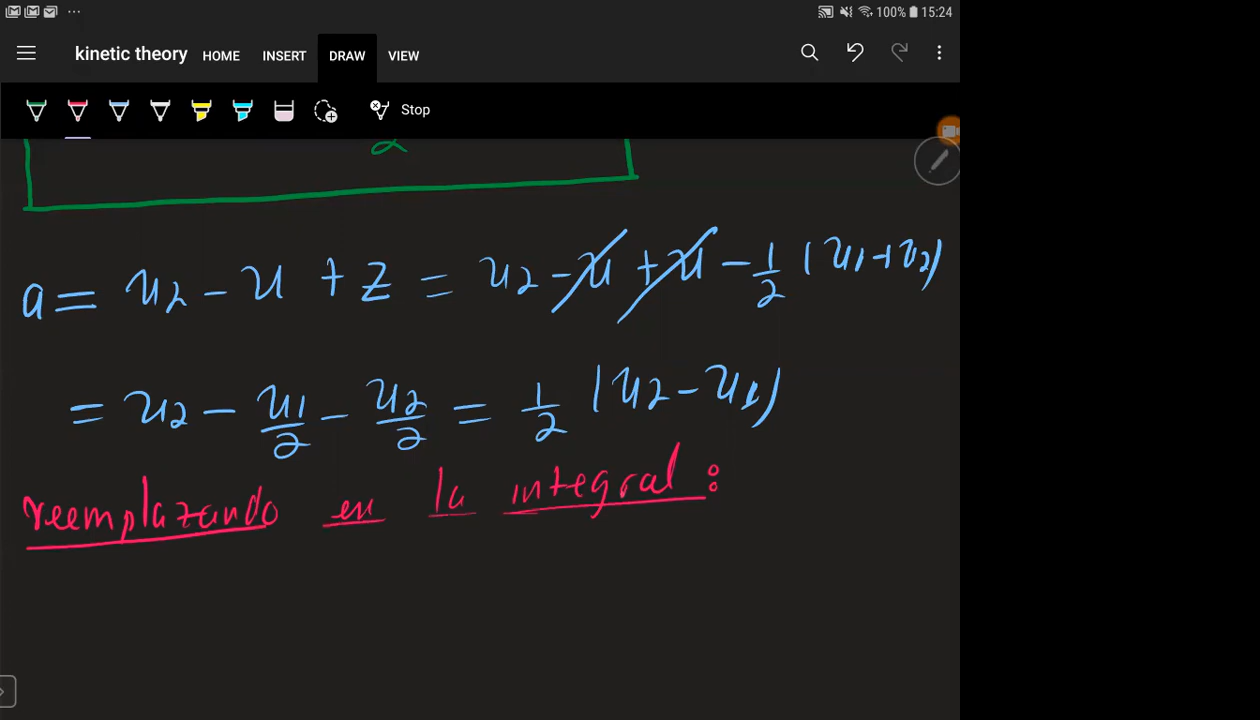 100% 15:24
kinetic theory HOME INSERT DRAW VIEW
Stop
2
a = u2 - u + z = u2 - u + u - 1/2 (u1 + u2)
= u2 - u1/2 - u2/2 = 1/2 (u2 - u1)
reemplazando en la integral: